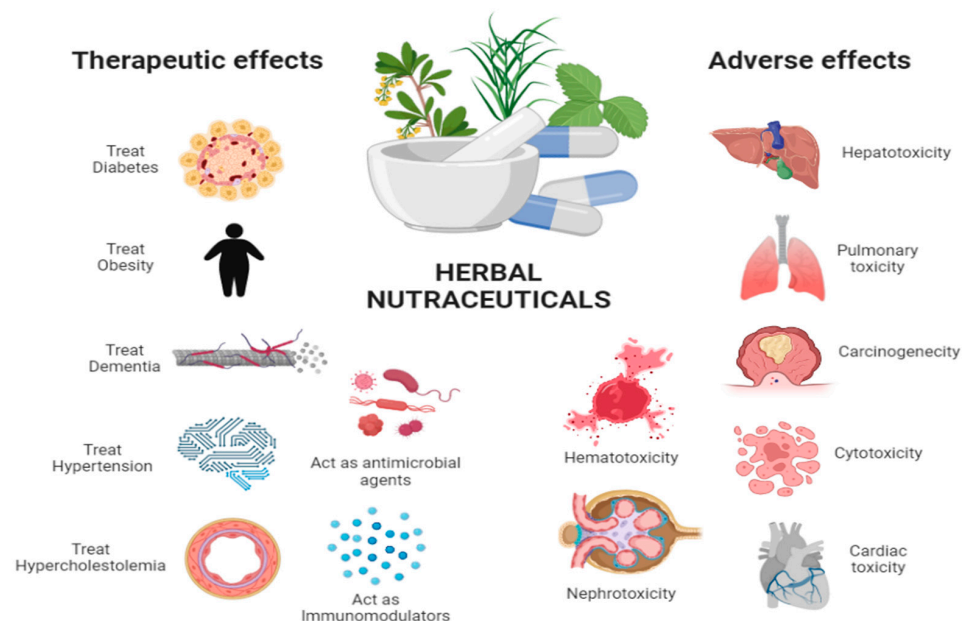 Therapeutic effects
Treat
Diabetes
Treat
Obesity
Treat
Dementia
Treat
Hypertension
Treat
Hypercholestolemia
Act as antimicrobial
agents
Act as
Immunomodulators
HERBAL
NUTRACEUTICALS
Hematotoxicity
Nephrotoxicity
Adverse effects
Hepatotoxicity
Pulmonary
toxicity
Carcinogenecity
Cytotoxicity
Cardiac
toxicity